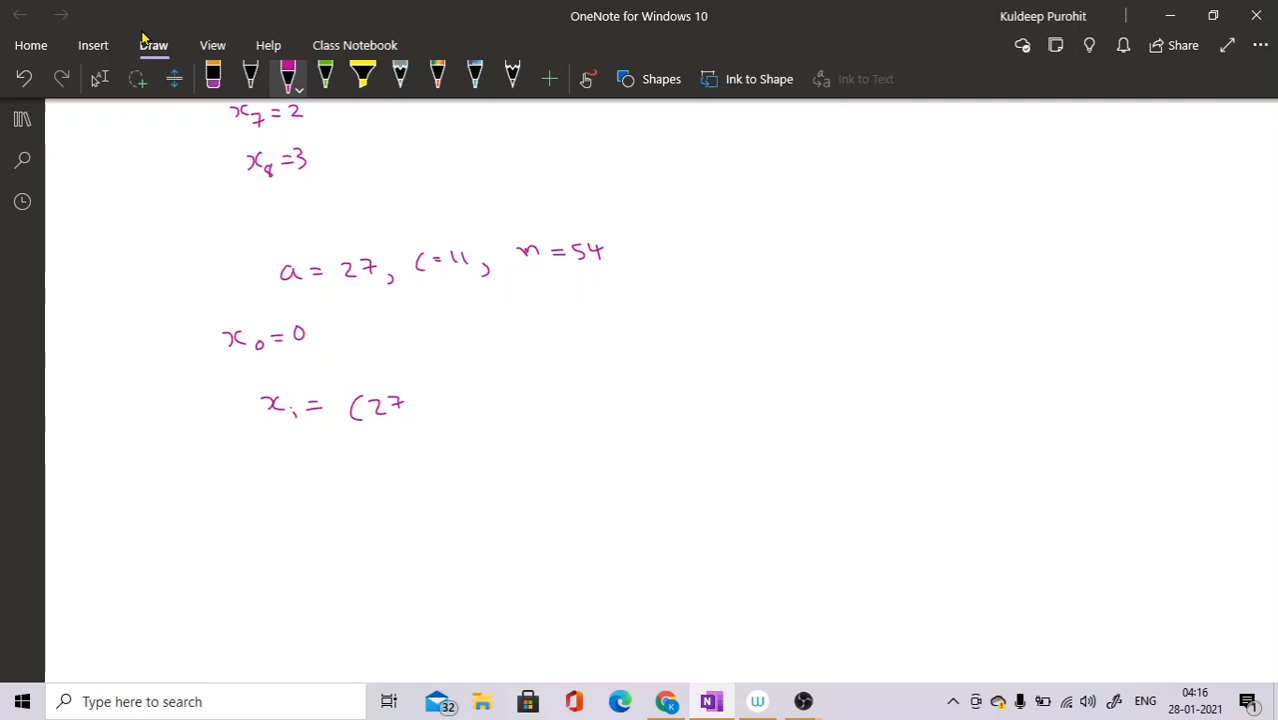 OneNote for Windows 10
Kuldeep Purohit
Home Insert Draw View Help Class Notebook
Share
Shapes Ink to Shape Ink to Text
x₇ = 2
x₈ = 3
a = 27, c = 11, m = 54
x₀ = 0
xᵢ = (27
Type here to search
32
W
ENG
04:16
28-01-2021
1